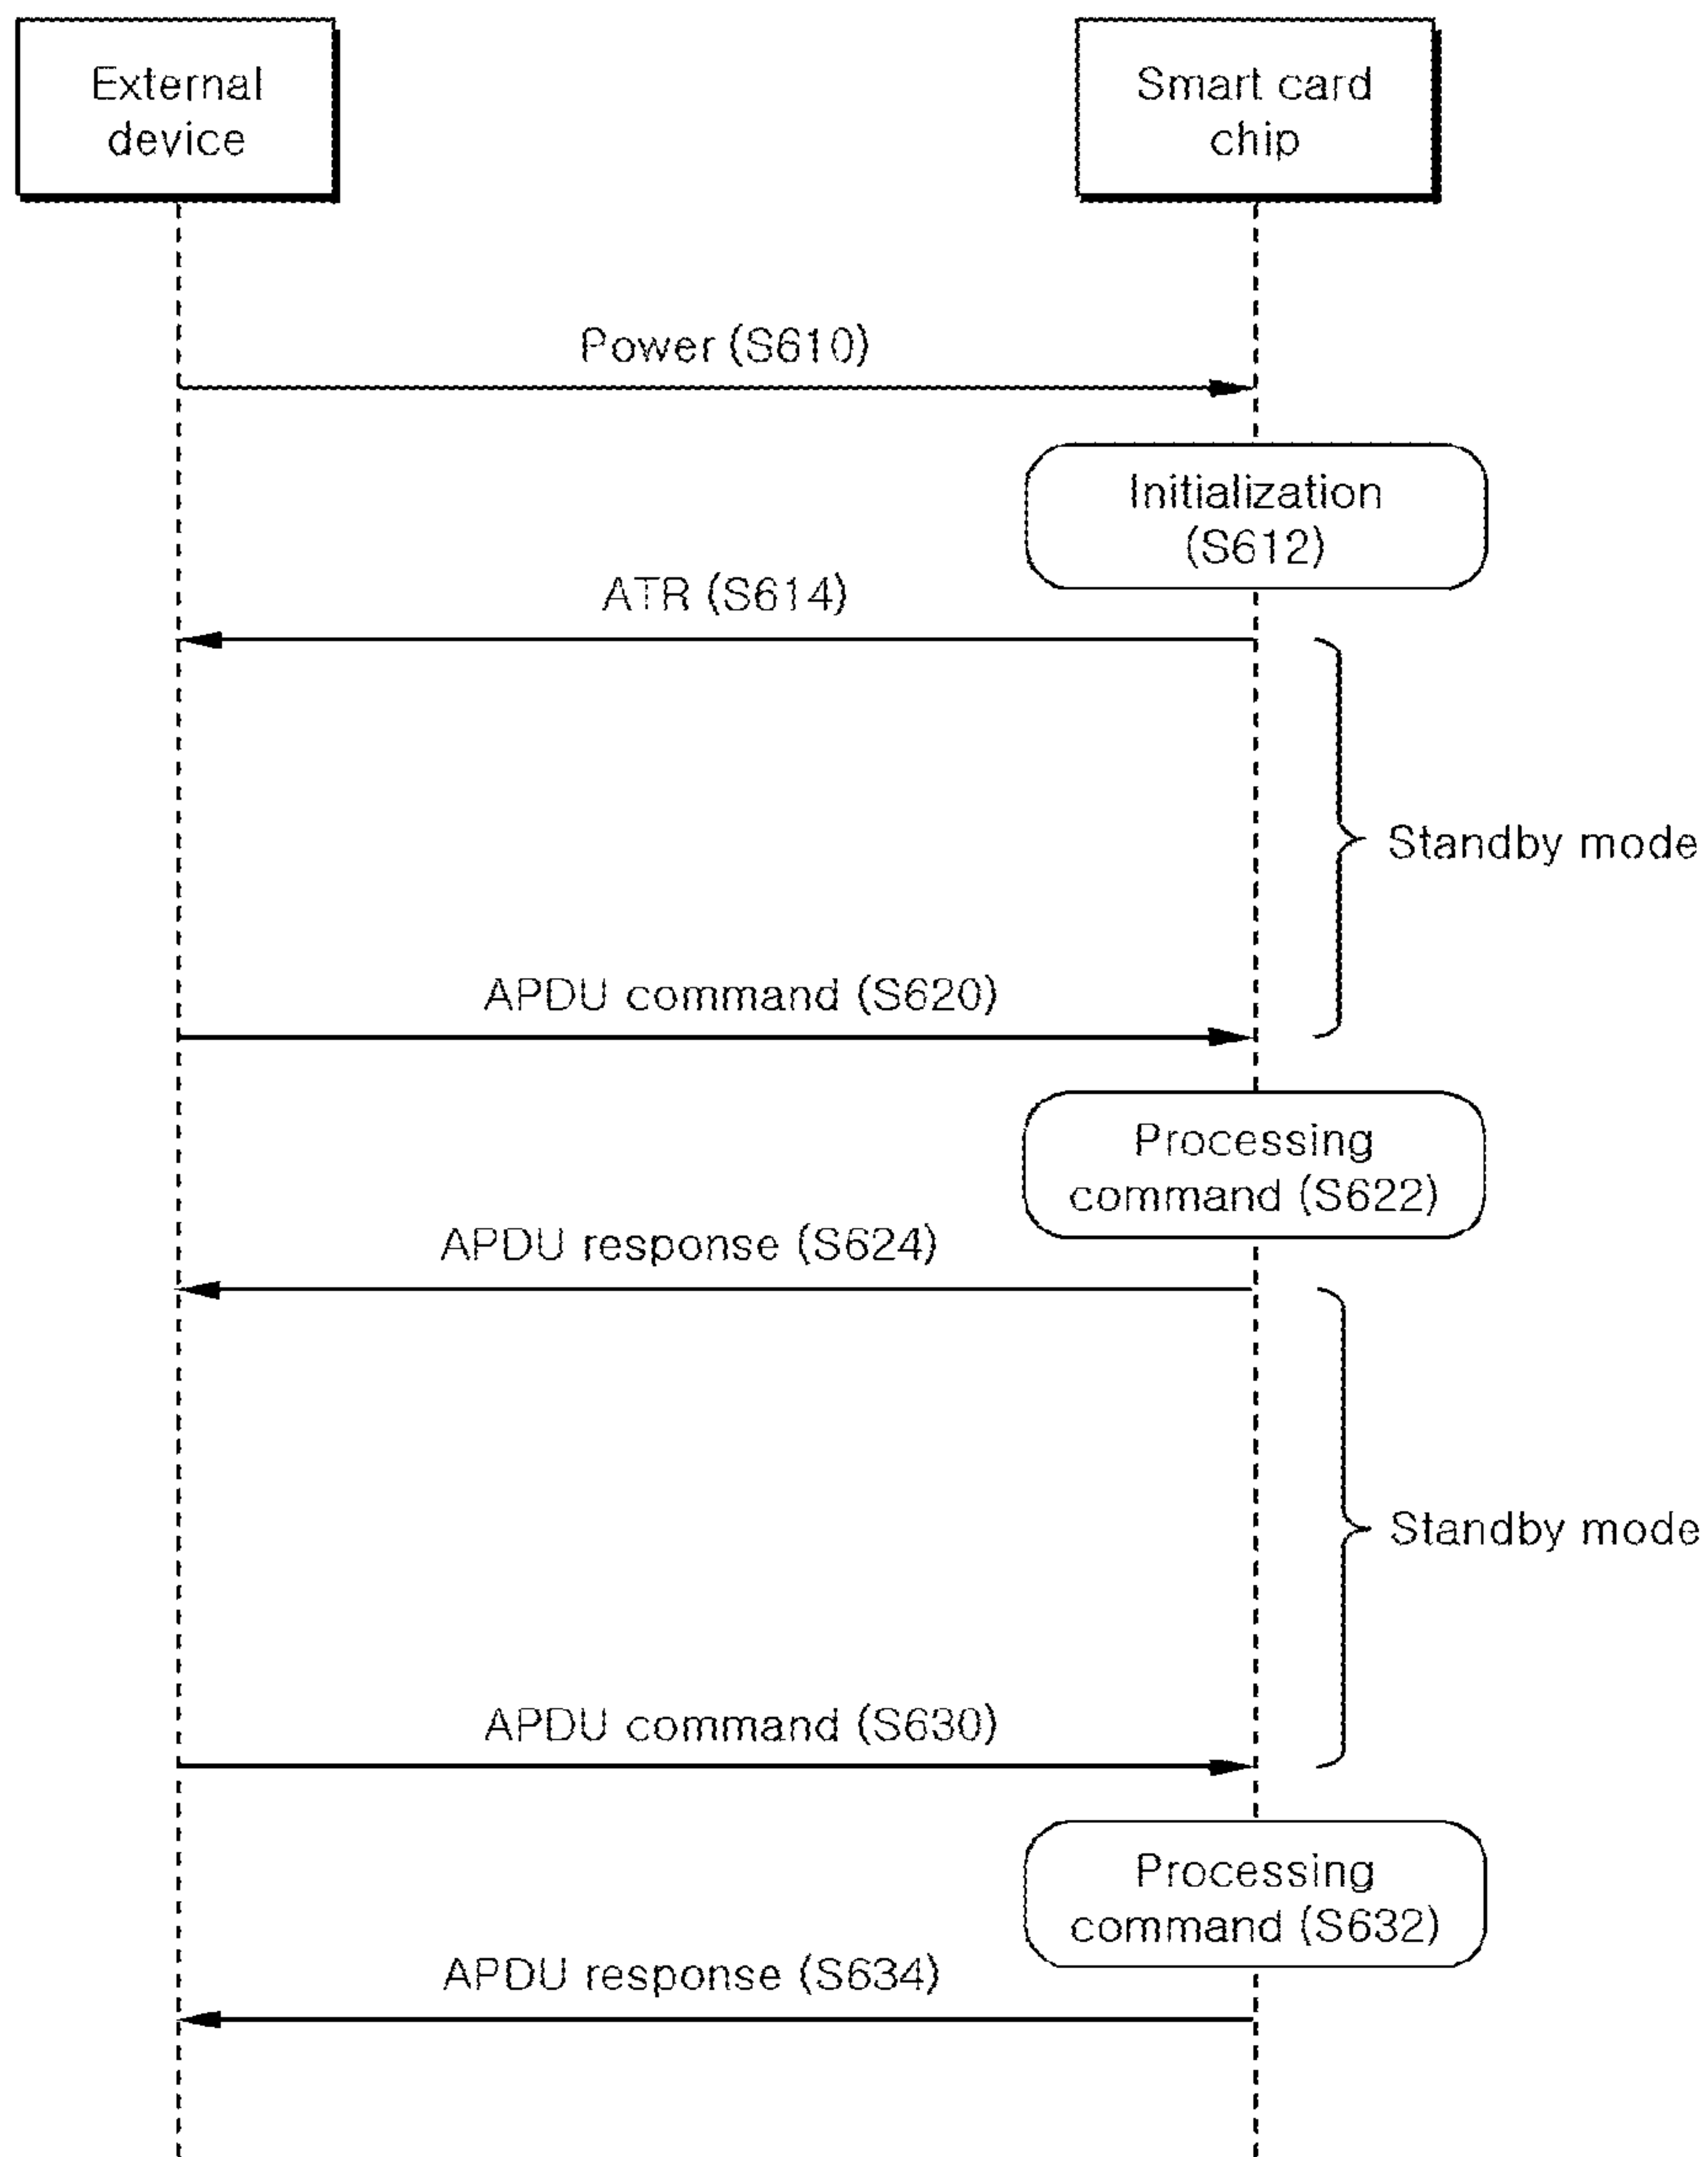 External
device
Smart card
chip
Power (S610)
Initialization
(S612)
ATR (S614)
Standby mode
APDU command (S620)
Processing
command (S622)
APDU response (S624)
Standby mode
APDU command (S630)
Processing
command (S632)
APDU response (S634)